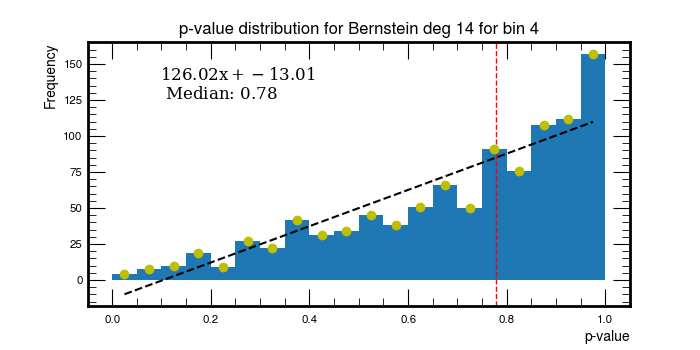 p-value distribution for Bernstein deg 14 for bin 4
Frequency
126.02x + −13.01
Median: 0.78
150
125
100
75
50
25
0
0.0 0.2 0.4 0.6 0.8 1.0
p-value